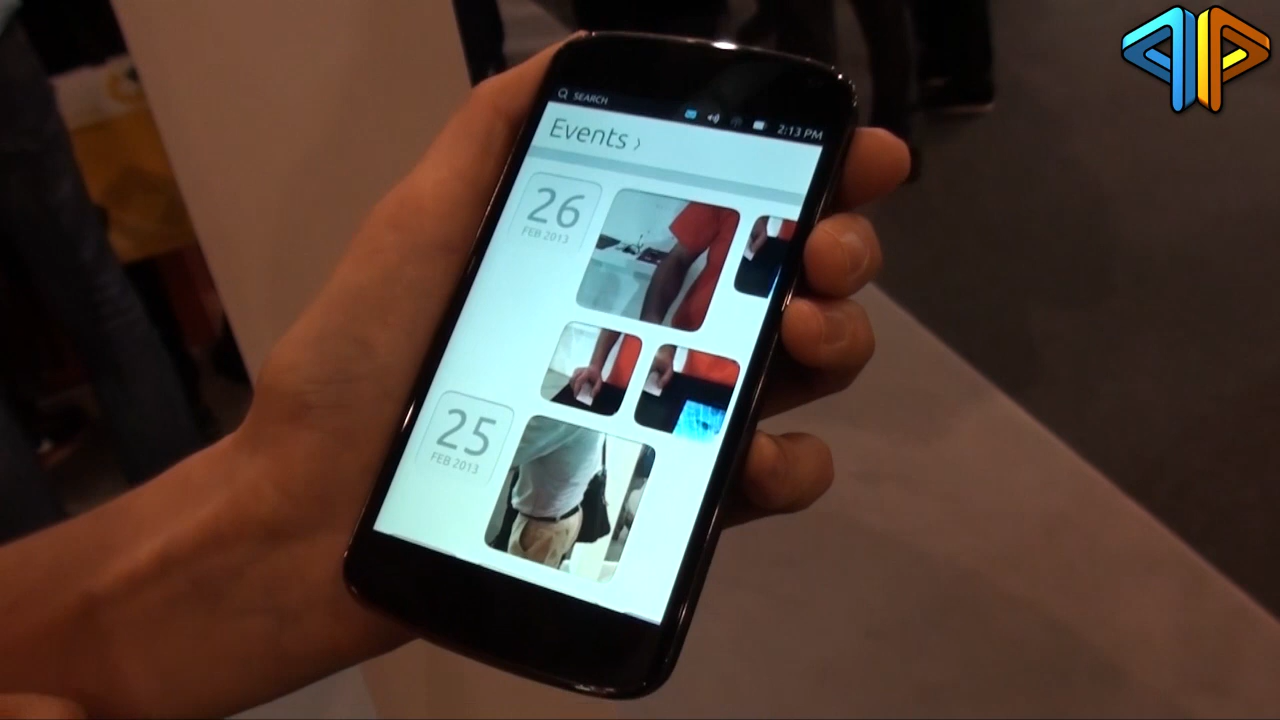 SEARCH
2:13 PM
Events ›
26
FEB 2013
25
FEB 2013